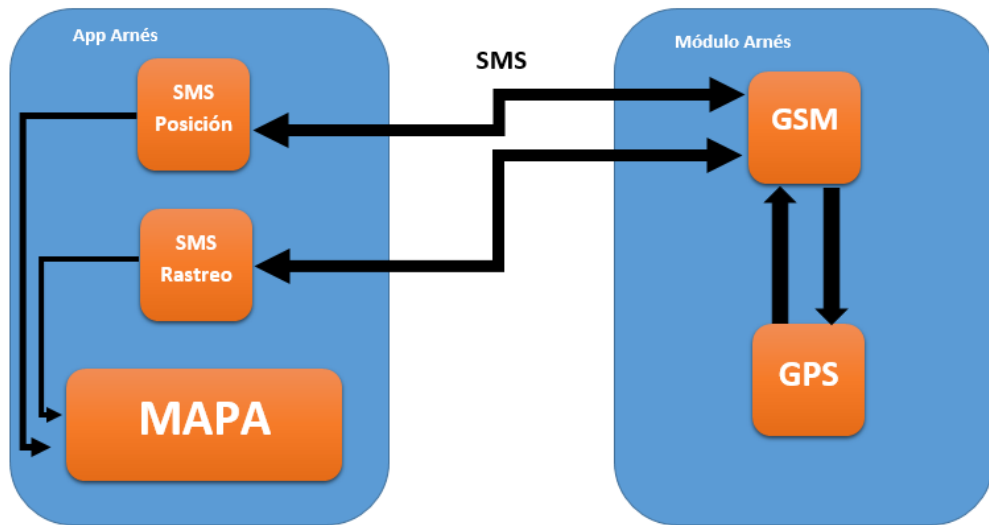 App Arnés
SMS
Posición
SMS
Rastreo
MAPA
SMS
Módulo Arnés
GSM
GPS